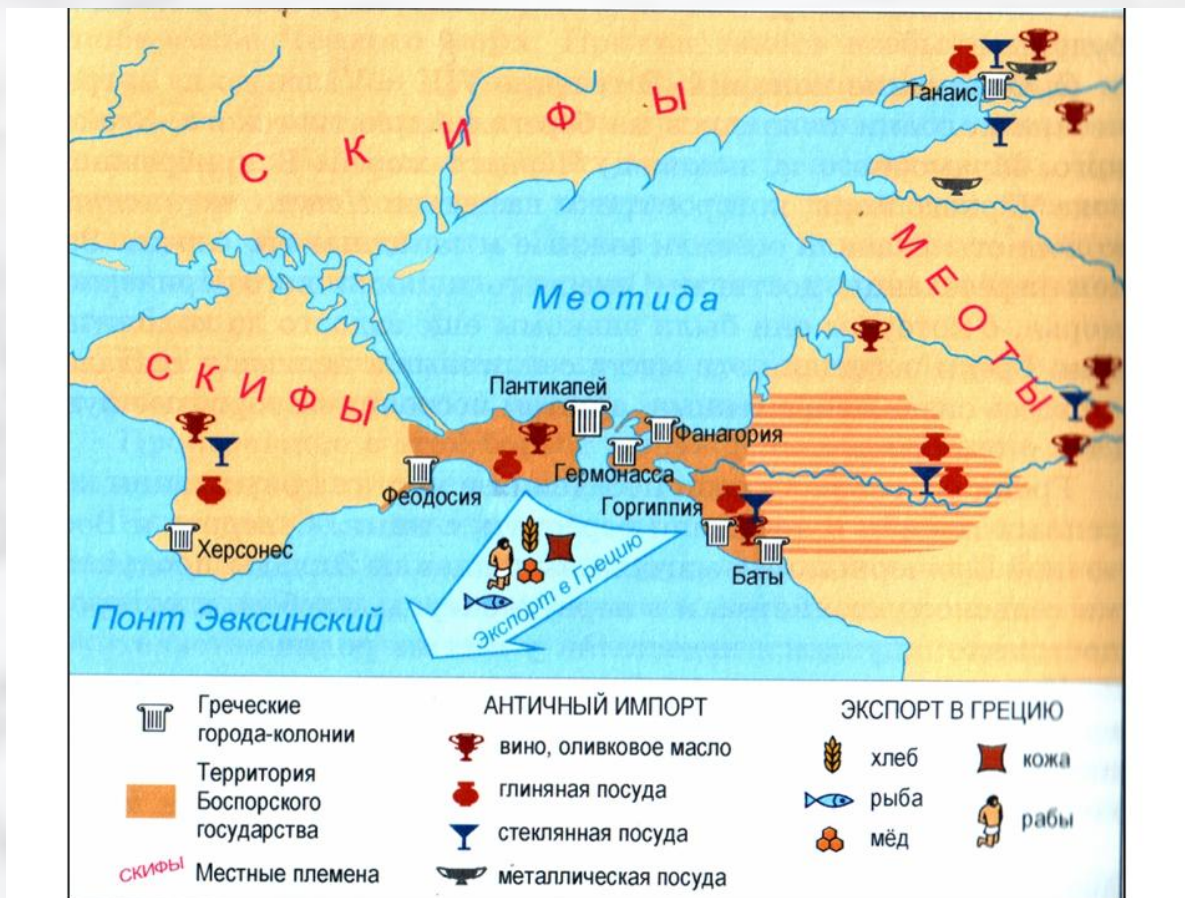 Танаис
СКИФЫ
МЕОТЫ
Меотида
СКИФЫ
Пантикапей
Фанагория
Гермонасса
Феодосия
Горгиппия
Херсонес
Баты
Экспорт в Грецию
Понт Эвксинский
Греческие
города-колонии
Территория
Боспорского
государства
СКИФЫ Местные племена
АНТИЧНЫЙ ИМПОРТ
вино, оливковое масло
глиняная посуда
стеклянная посуда
металлическая посуда
ЭКСПОРТ В ГРЕЦИЮ
хлеб
рыба
мёд
кожа
рабы